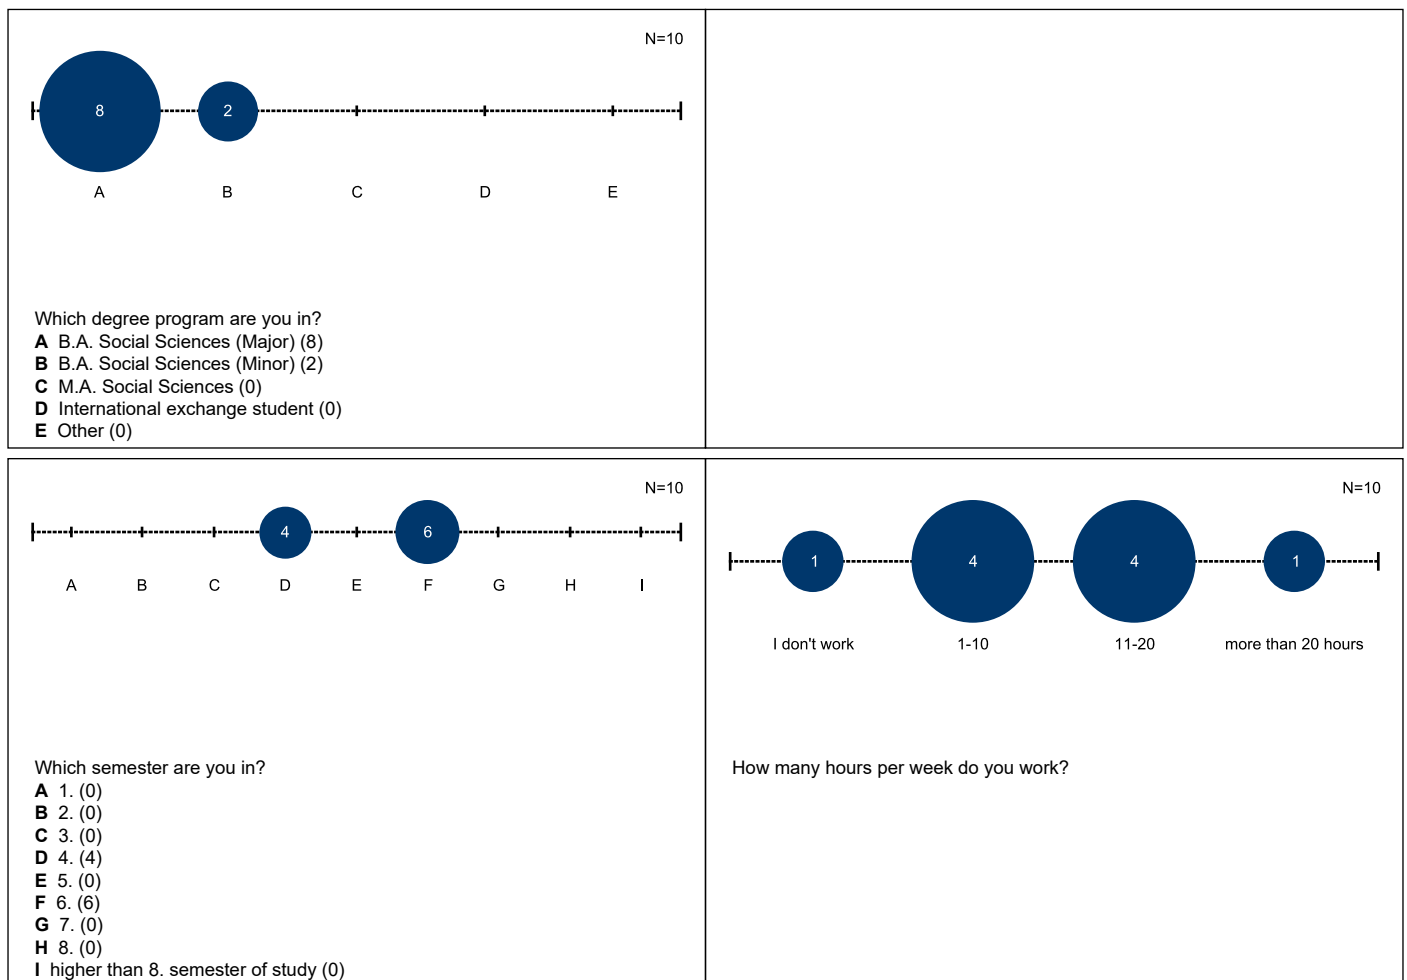 N=10
8
2
A
B
C
D
E
Which degree program are you in?
A B.A. Social Sciences (Major) (8)
B B.A. Social Sciences (Minor) (2)
C M.A. Social Sciences (0)
D International exchange student (0)
E Other (0)
N=10
4
6
A
B
C
D
E
F
G
H
I
Which semester are you in?
A 1. (0)
B 2. (0)
C 3. (0)
D 4. (4)
E 5. (0)
F 6. (6)
G 7. (0)
H 8. (0)
I higher than 8. semester of study (0)
N=10
1
4
4
1
I don't work
1-10
11-20
more than 20 hours
How many hours per week do you work?